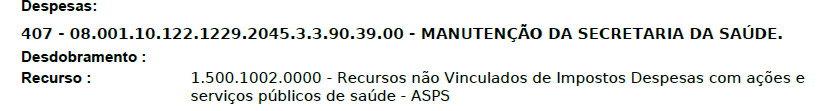 Despesas:
407 - 08.001.10.122.1229.2045.3.3.90.39.00 - MANUTENÇÃO DA SECRETARIA DA SAÚDE.
Desdobramento :
Recurso : 1.500.1002.0000 - Recursos não Vinculados de Impostos Despesas com ações e
serviços públicos de saúde - ASPS